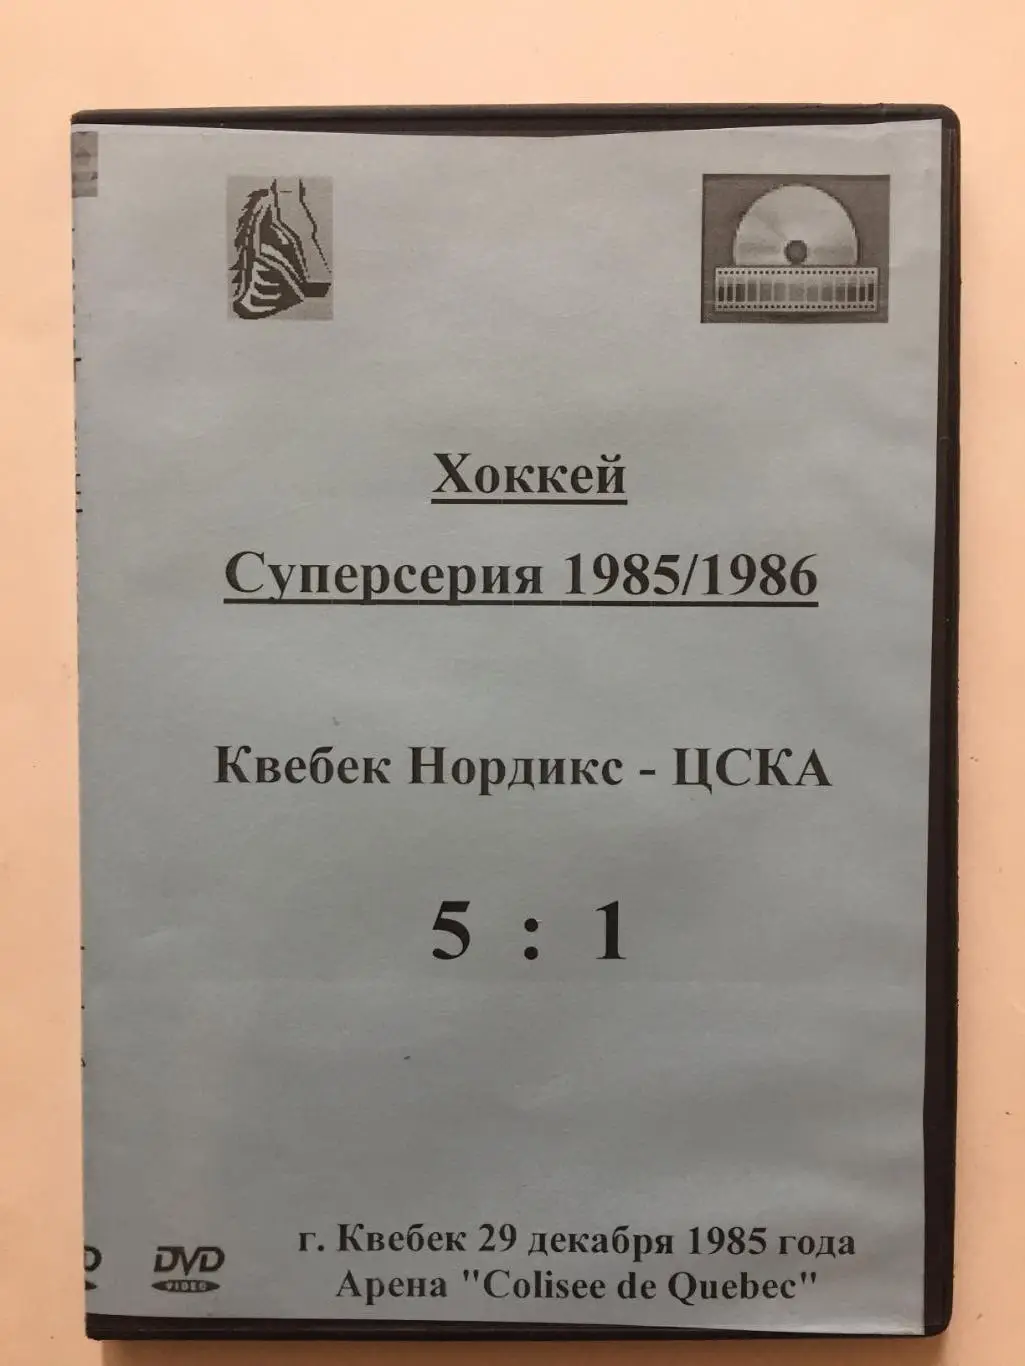 Хоккей
Суперсерия 1985/1986
Квебек Нордикс - ЦСКА
5 : 1
г. Квебек 29 декабря 1985 года
Арена "Colisee de Quebec"
DVD
VIDEO